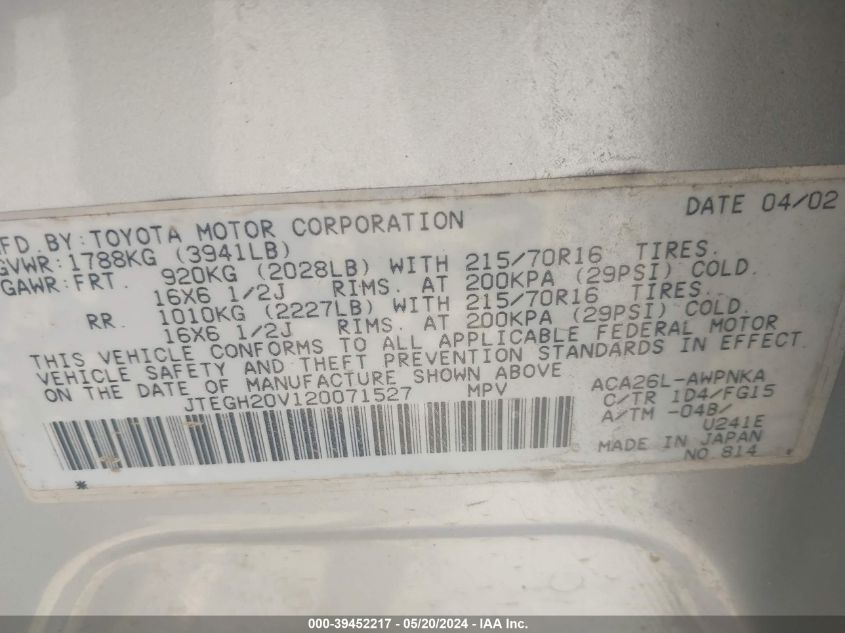 DATE 04/02
FD. BY: TOYOTA MOTOR CORPORATION
GVWR: 1788KG (3941LB)
GAWR: FRT. 920KG (2028LB) WITH 215/70R16 TIRES.
16X6 1/2J RIMS. AT 200KPA (29PSI) COLD.
RR. 1010KG (2227LB) WITH 215/70R16 TIRES.
16X6 1/2J RIMS. AT 200KPA (29PSI) COLD.
THIS VEHICLE CONFORMS TO ALL APPLICABLE FEDERAL MOTOR
VEHICLE SAFETY AND THEFT PREVENTION STANDARDS IN EFFECT
ON THE DATE OF MANUFACTURE SHOWN ABOVE
JTEGH20V120071527 MPV
ACA26L-AWPNKA
C/TR 1D4/FG15
A/TM -04B/
U241E
MADE IN JAPAN
NO 814
000-39452217 - 05/20/2024 - IAA Inc.